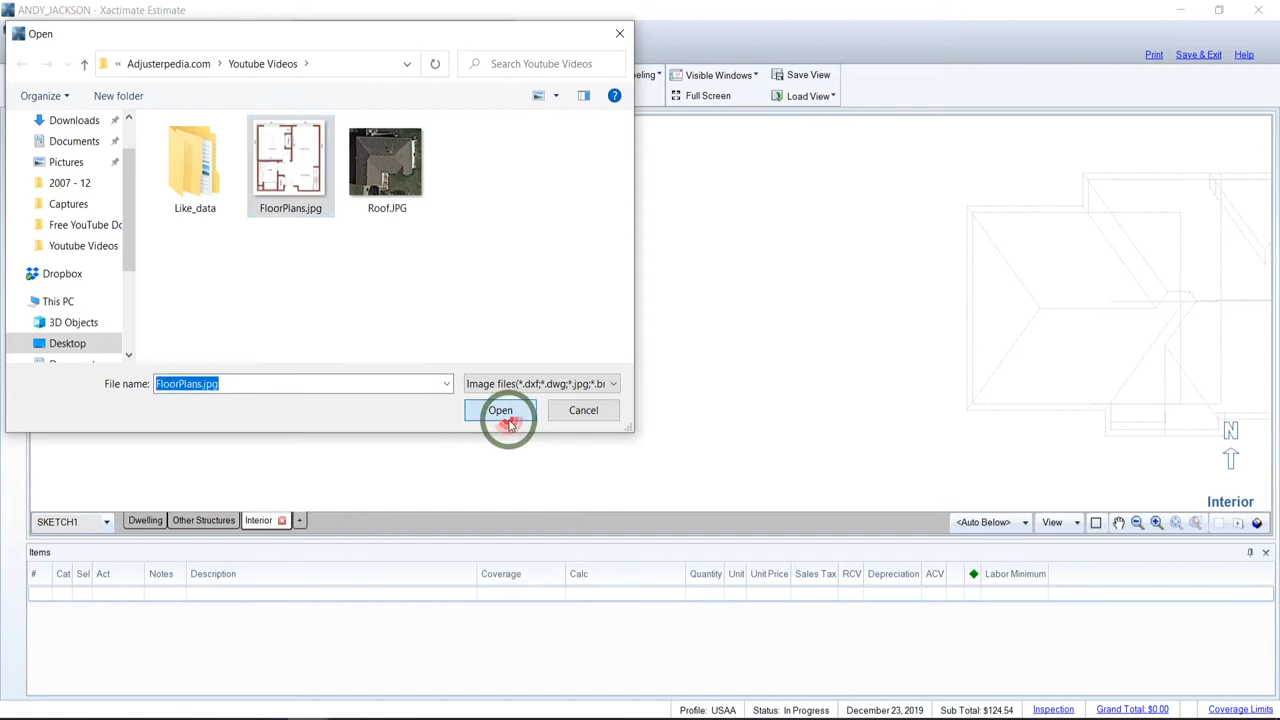 ANDY_JACKSON - Xactimate Estimate
Open
« Adjusterpedia.com > Youtube Videos >
Search Youtube Videos
Print Save & Exit Help
Visible Windows Save View
Full Screen Load View
Organize New folder
Downloads
Documents
Pictures
2007 - 12
Captures
Free YouTube Do
Youtube Videos
Dropbox
This PC
3D Objects
Desktop
Like_data FloorPlans.jpg Roof.JPG
File name: FloorPlans.jpg Image files(*.dxf;*.dwg;*.jpg;*.br
Open Cancel
N
Interior
SKETCH1 Dwelling Other Structures Interior + <Auto Below> View
Items
# Cat Sel Act Notes Description Coverage Calc Quantity Unit Unit Price Sales Tax RCV Depreciation ACV Labor Minimum
Profile: USAA Status: In Progress December 23, 2019 Sub Total: $124.54 Inspection Grand Total: $0.00 Coverage Limits